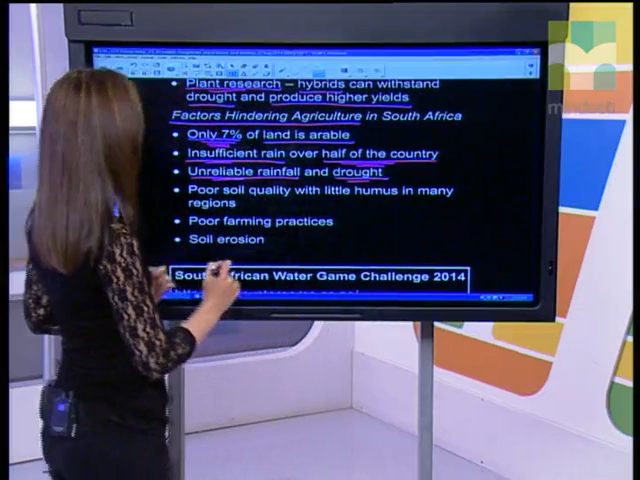 • Plant research – hybrids can withstand
drought and produce higher yields
Factors Hindering Agriculture in South Africa
• Only 7% of land is arable
• Insufficient rain over half of the country
• Unreliable rainfall and drought
• Poor soil quality with little humus in many
regions
• Poor farming practices
• Soil erosion
South African Water Game Challenge 2014